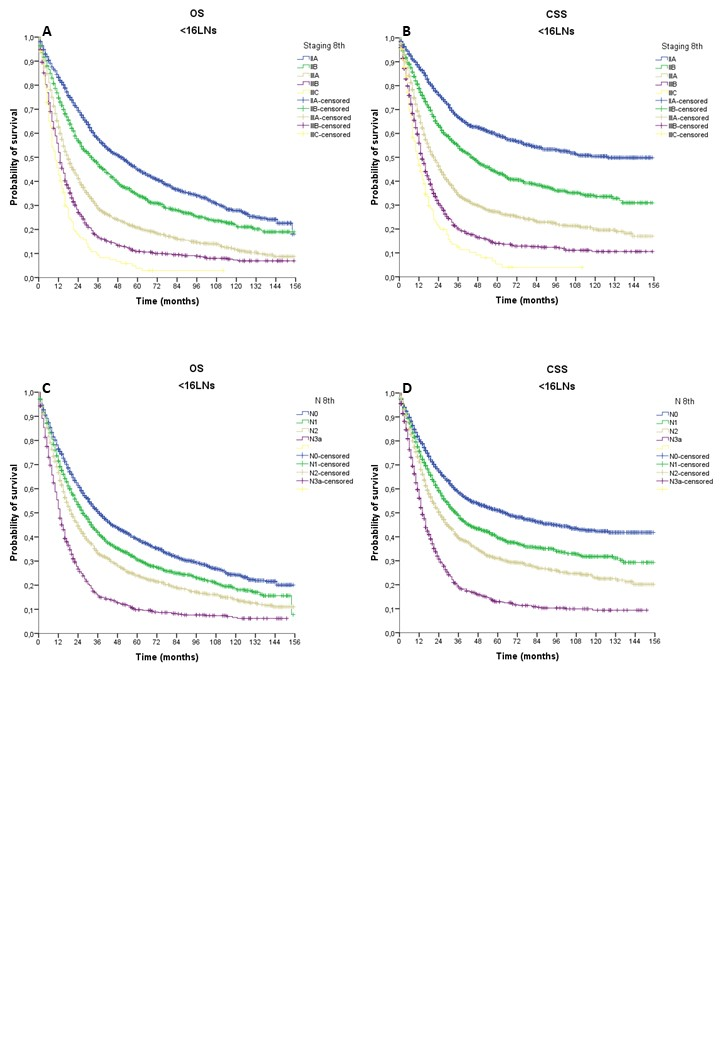 OS
<16LNs
A
Probability of survival
1,0
0,9
0,8
0,7
0,6
0,5
0,4
0,3
0,2
0,1
0,0
0 12 24 36 48 60 72 84 96 108 120 132 144 156
Time (months)
Staging 8th
IIA
IIB
IIIA
IIIB
IIIC
IIA-censored
IIB-censored
IIIA-censored
IIIB-censored
IIIC-censored
CSS
<16LNs
B
Probability of survival
1,0
0,9
0,8
0,7
0,6
0,5
0,4
0,3
0,2
0,1
0,0
0 12 24 36 48 60 72 84 96 108 120 132 144 156
Time (months)
Staging 8th
IIA
IIB
IIIA
IIIB
IIIC
IIA-censored
IIB-censored
IIIA-censored
IIIB-censored
IIIC-censored
OS
<16LNs
C
Probability of survival
1,0
0,9
0,8
0,7
0,6
0,5
0,4
0,3
0,2
0,1
0,0
0 12 24 36 48 60 72 84 96 108 120 132 144 156
Time (months)
N 8th
N0
N1
N2
N3a
N0-censored
N1-censored
N2-censored
N3a-censored
CSS
<16LNs
D
Probability of survival
1,0
0,9
0,8
0,7
0,6
0,5
0,4
0,3
0,2
0,1
0,0
0 12 24 36 48 60 72 84 96 108 120 132 144 156
Time (months)
N 8th
N0
N1
N2
N3a
N0-censored
N1-censored
N2-censored
N3a-censored